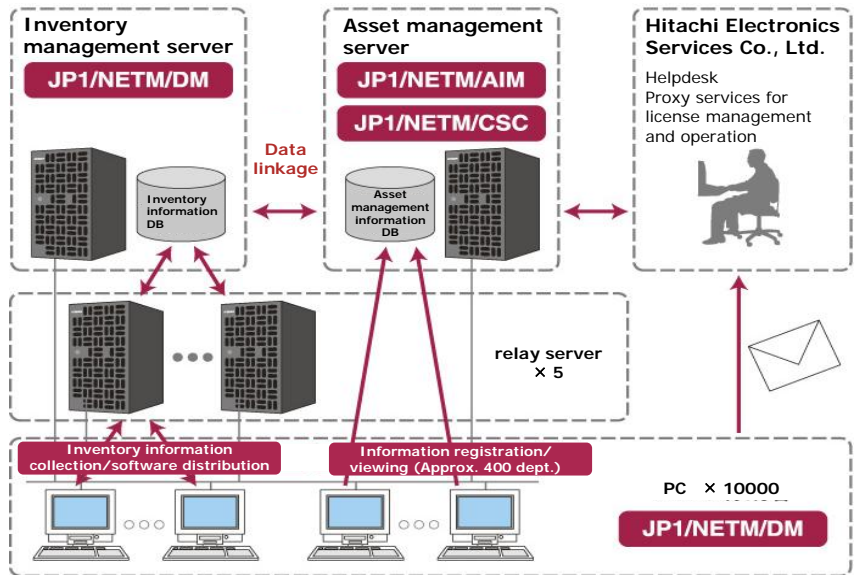 Inventory
management server
JP1/NETM/DM
Inventory
information
DB
Data
linkage
Asset management
server
JP1/NETM/AIM
JP1/NETM/CSC
Asset
management
information
DB
Hitachi Electronics
Services Co., Ltd.
Helpdesk
Proxy services for
license management
and operation
relay server
× 5
Inventory information
collection/software distribution
Information registration/
viewing (Approx. 400 dept.)
PC × 10000
JP1/NETM/DM